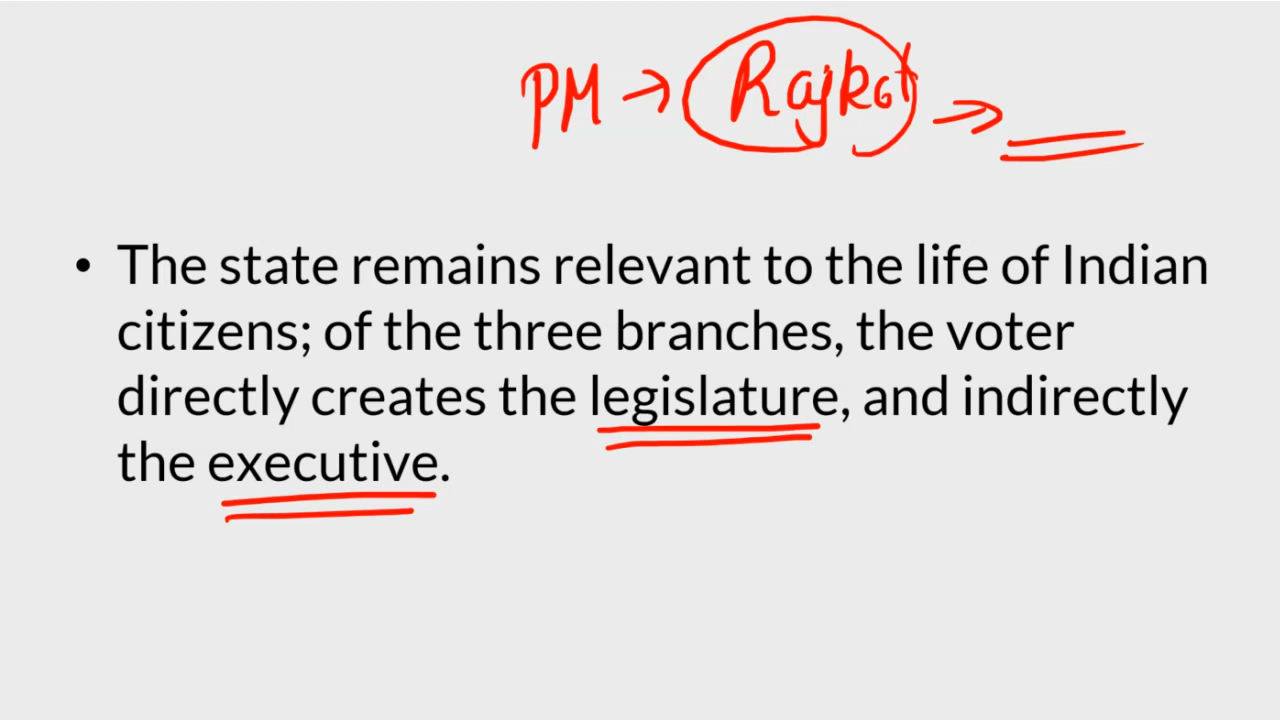 PM → Rajkot →
• The state remains relevant to the life of Indian
citizens; of the three branches, the voter
directly creates the legislature, and indirectly
the executive.